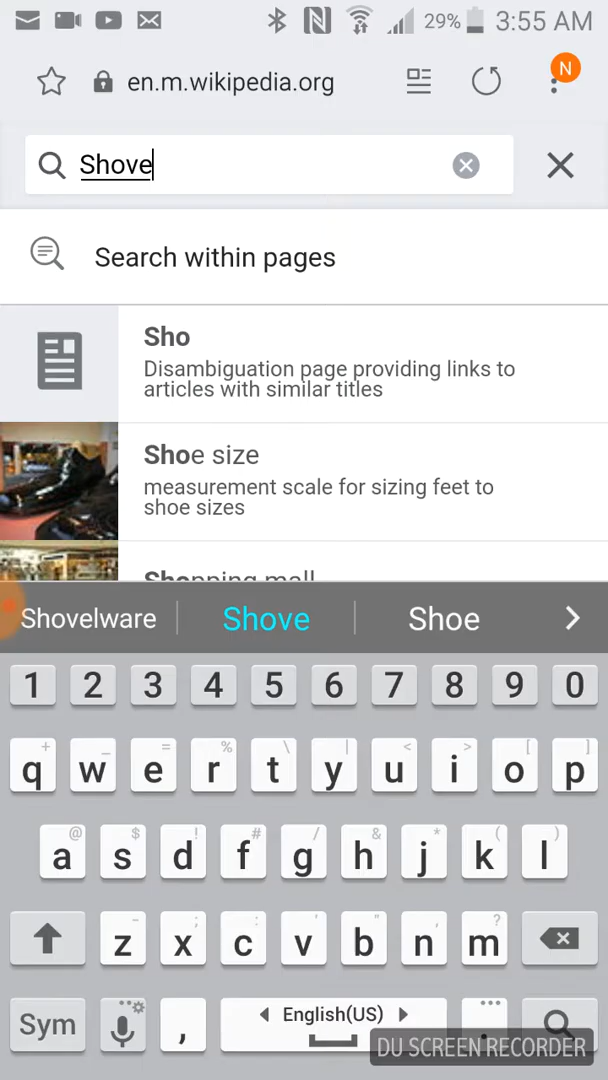 29% 3:55 AM
en.m.wikipedia.org N
Shove
Search within pages
Sho
Disambiguation page providing links to
articles with similar titles
Shoe size
measurement scale for sizing feet to
shoe sizes
Shopping mall
Shovelware Shove Shoe
1 2 3 4 5 6 7 8 9 0
+ _ = % \ | < > [ ]
q w e r t y u i o p
@ $ ! # / & * ( )
a s d f g h j k l
- ; : ' " , ?
z x c v b n m
Sym , English(US) .
DU SCREEN RECORDER